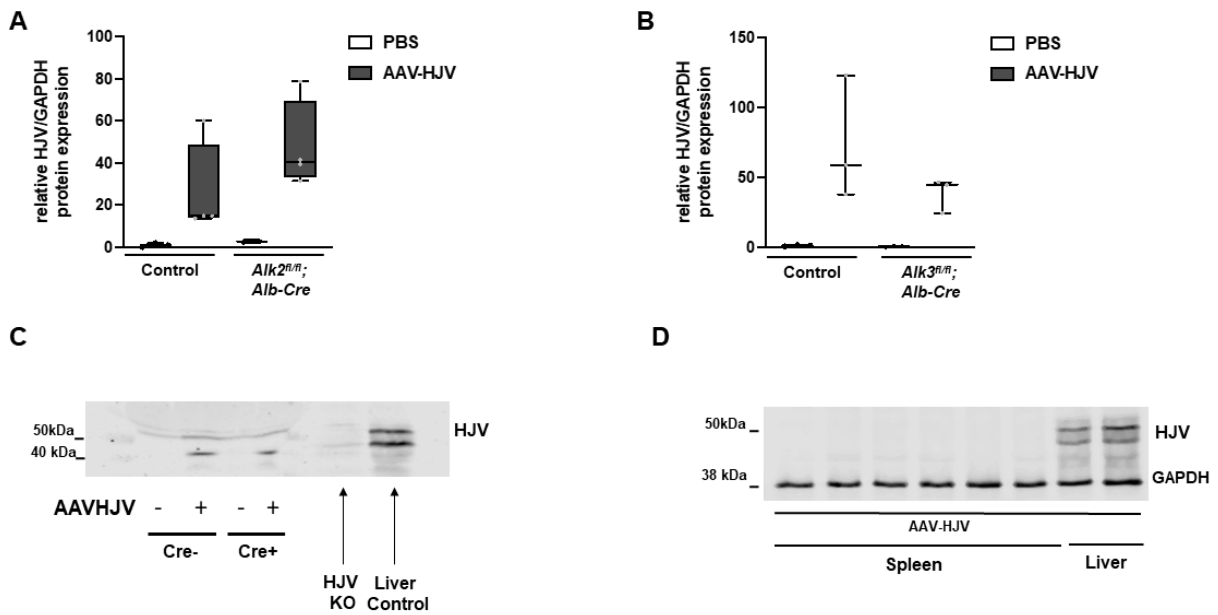 A
relative HJV/GAPDH
protein expression
100
80
60
40
20
0
PBS
AAV-HJV
Control
Alk2fl/fl;
Alb-Cre
B
relative HJV/GAPDH
protein expression
150
100
50
0
PBS
AAV-HJV
Control
Alk3fl/fl;
Alb-Cre
C
50kDa
40 kDa
HJV
AAVHJV - + - +
Cre- Cre+
HJV
KO
Liver
Control
D
50kDa
38 kDa
HJV
GAPDH
AAV-HJV
Spleen Liver